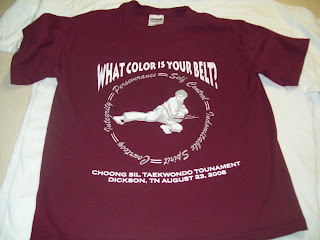 WHAT COLOR IS YOUR BELT?
Perseverance = Self Control = Indomitable Spirit = Courtesy = Integrity =
CHOONG SIL TAEKWONDO TOUNAMENT
DICKSON, TN AUGUST 23, 2008